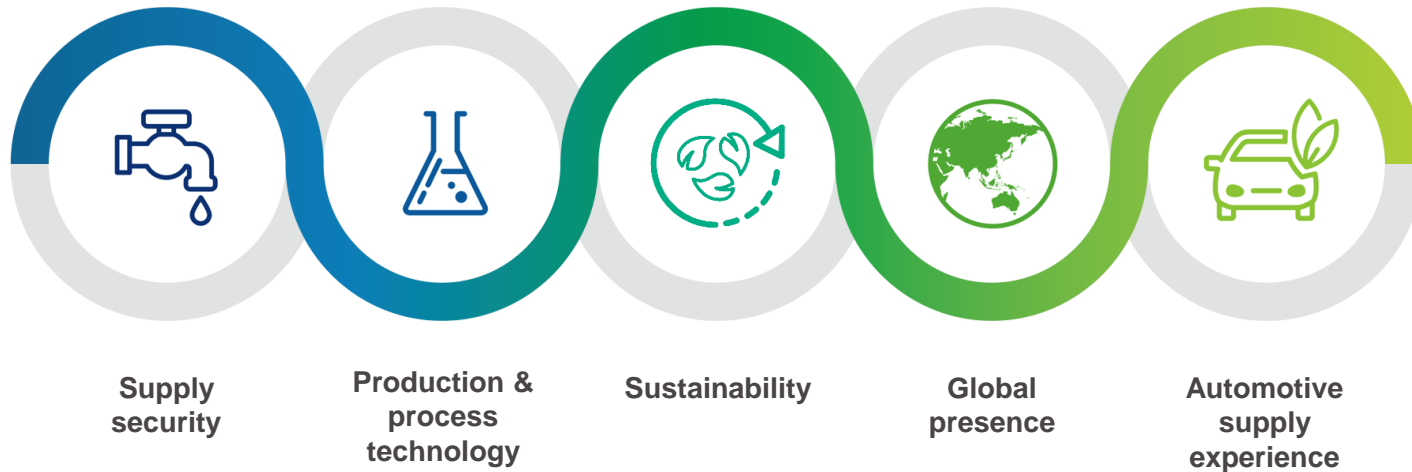 Supply
security
Production &
process
technology
Sustainability
Global
presence
Automotive
supply
experience